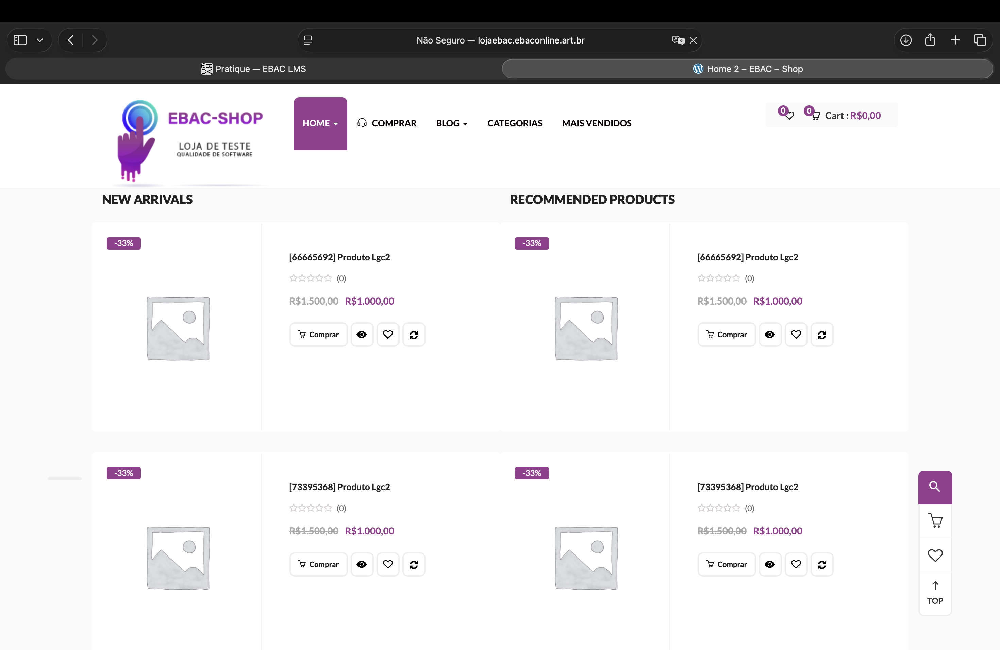 Não Seguro — lojaebac.ebaconline.art.br
Pratique — EBAC LMS
Home 2 – EBAC – Shop
EBAC-SHOP
LOJA DE TESTE
QUALIDADE DE SOFTWARE
HOME
COMPRAR
BLOG
CATEGORIAS
MAIS VENDIDOS
0
0
Cart : R$0,00
NEW ARRIVALS
-33%
[66665692] Produto Lgc2
(0)
R$1.500,00 R$1.000,00
Comprar
-33%
[73395368] Produto Lgc2
(0)
R$1.500,00 R$1.000,00
Comprar
RECOMMENDED PRODUCTS
-33%
[66665692] Produto Lgc2
(0)
R$1.500,00 R$1.000,00
Comprar
-33%
[73395368] Produto Lgc2
(0)
R$1.500,00 R$1.000,00
Comprar
TOP